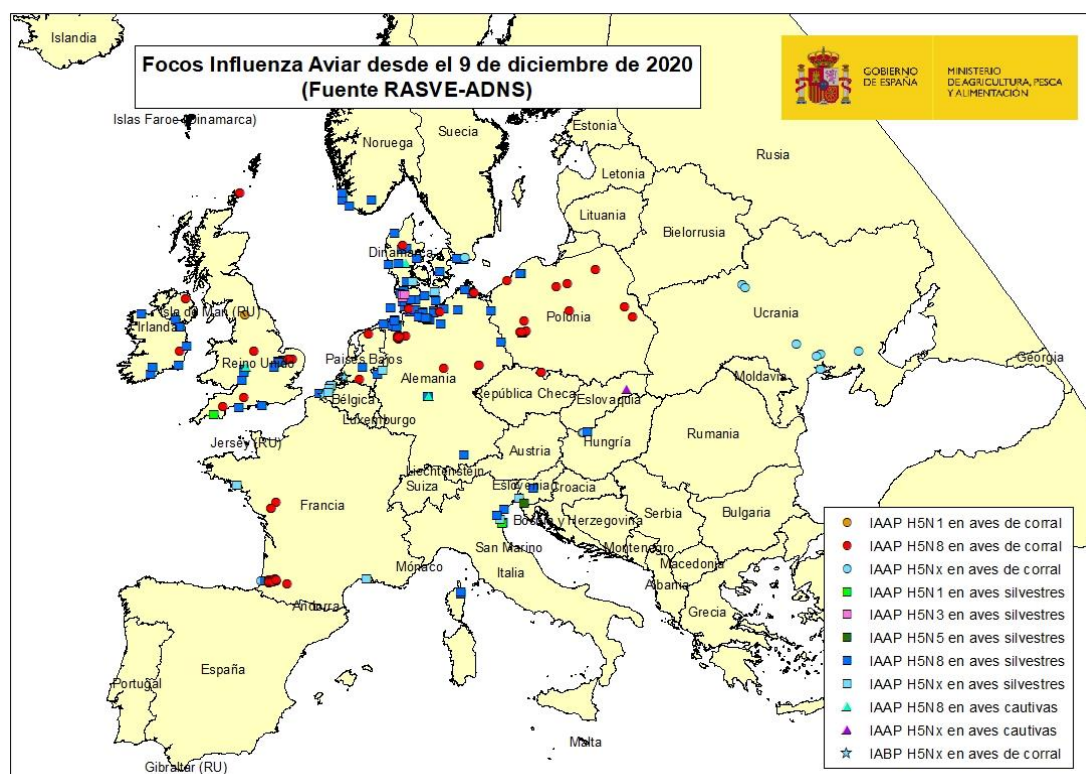 Islandia
Focos Influenza Aviar desde el 9 de diciembre de 2020
(Fuente RASVE-ADNS)
GOBIERNO
DE ESPAÑA
MINISTERIO
DE AGRICULTURA, PESCA
Y ALIMENTACIÓN
Islas Faroe (Dinamarca)
Noruega
Suecia
Estonia
Rusia
Letonia
Lituania
Dinamarca
Bielorrusia
Isle de Man (RU)
Irlanda
Reino Unido
Países Bajos
Polonia
Ucrania
Alemania
Bélgica
Luxemburgo
República Checa
Eslovaquia
Moldavia
Georgia
Jersey (RU)
Austria
Hungría
Rumania
Liechtenstein
Suiza
Eslovenia
Croacia
Francia
Bosnia y Herzegovina
Serbia
Bulgaria
San Marino
Montenegro
Mónaco
Italia
Macedonia
Albania
Andorra
Grecia
España
Portugal
Malta
Gibraltar (RU)
IAAP H5N1 en aves de corral
IAAP H5N8 en aves de corral
IAAP H5Nx en aves de corral
IAAP H5N1 en aves silvestres
IAAP H5N3 en aves silvestres
IAAP H5N5 en aves silvestres
IAAP H5N8 en aves silvestres
IAAP H5Nx en aves silvestres
IAAP H5N8 en aves cautivas
IAAP H5Nx en aves cautivas
IABP H5Nx en aves de corral